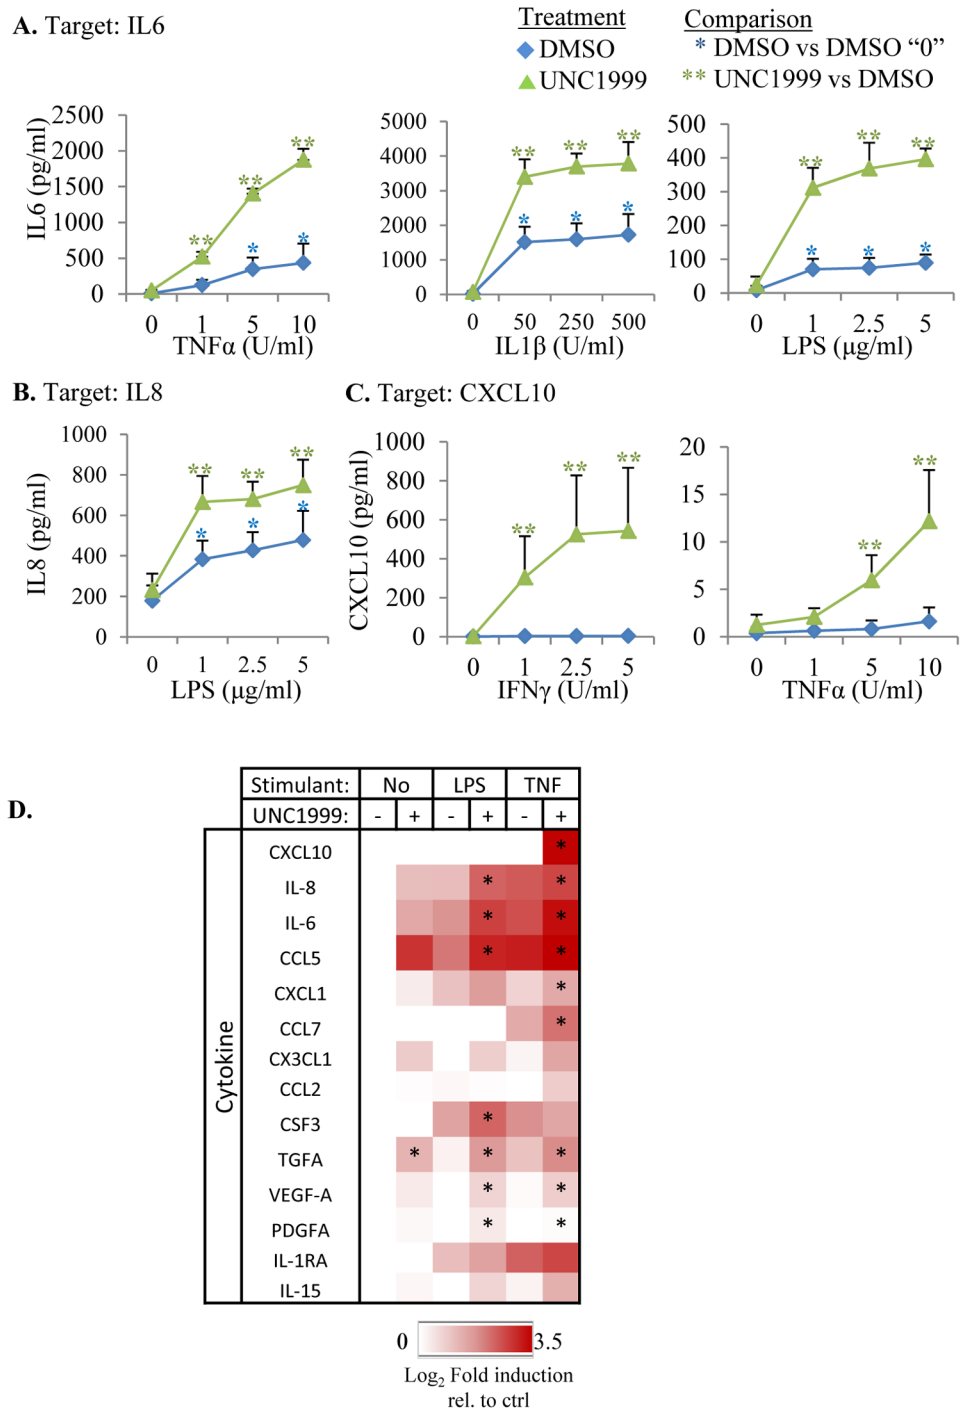 A. Target: IL6
Treatment
DMSO
UNC1999
Comparison
* DMSO vs DMSO “0”
** UNC1999 vs DMSO
IL6 (pg/ml)
2500
2000
1500
1000
500
0
** ** **
* *
0 1 5 10
TNFα (U/ml)
5000
4000
3000
2000
1000
0
** ** **
* * *
0 50 250 500
IL1β (U/ml)
500
400
300
200
100
0
** ** **
* * *
0 1 2.5 5
LPS (µg/ml)
B. Target: IL8
IL8 (pg/ml)
1000
800
600
400
200
0
** ** **
* * *
0 1 2.5 5
LPS (µg/ml)
C. Target: CXCL10
CXCL10 (pg/ml)
1000
800
600
400
200
0
** ** **
0 1 2.5 5
IFNγ (U/ml)
20
15
10
5
0
** **
0 1 5 10
TNFα (U/ml)
D.
Stimulant: No LPS TNF
UNC1999: - + - + - +
Cytokine
CXCL10 *
IL-8 * *
IL-6 * *
CCL5 * *
CXCL1 *
CCL7 *
CX3CL1
CCL2
CSF3 *
TGFA * * *
VEGF-A * *
PDGFA * *
IL-1RA
IL-15
0 3.5
Log2 Fold induction
rel. to ctrl